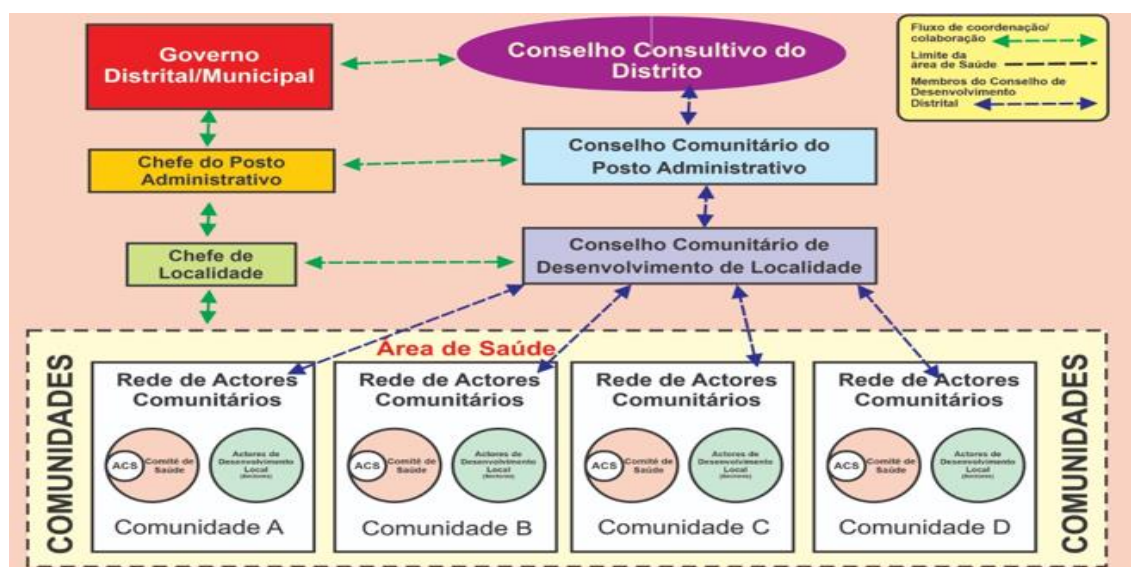 Governo
Distrital/Municipal
Conselho Consultivo do
Distrito
Fluxo de coordenação/
colaboração
Limite da
área de Saúde
Membros do Conselho de
Desenvolvimento
Distrital
Chefe do Posto
Administrativo
Conselho Comunitário do
Posto Administrativo
Chefe de
Localidade
Conselho Comunitário de
Desenvolvimento de Localidade
Área de Saúde
COMUNIDADES
Rede de Actores
Comunitários
ACS
Comité de
Saúde
Actores de
Desenvolvimento
Local
Comunidade A
Rede de Actores
Comunitários
ACS
Comité de
Saúde
Actores de
Desenvolvimento
Local
Comunidade B
Rede de Actores
Comunitários
ACS
Comité de
Saúde
Actores de
Desenvolvimento
Local
Comunidade C
Rede de Actores
Comunitários
ACS
Comité de
Saúde
Actores de
Desenvolvimento
Local
Comunidade D
COMUNIDADES